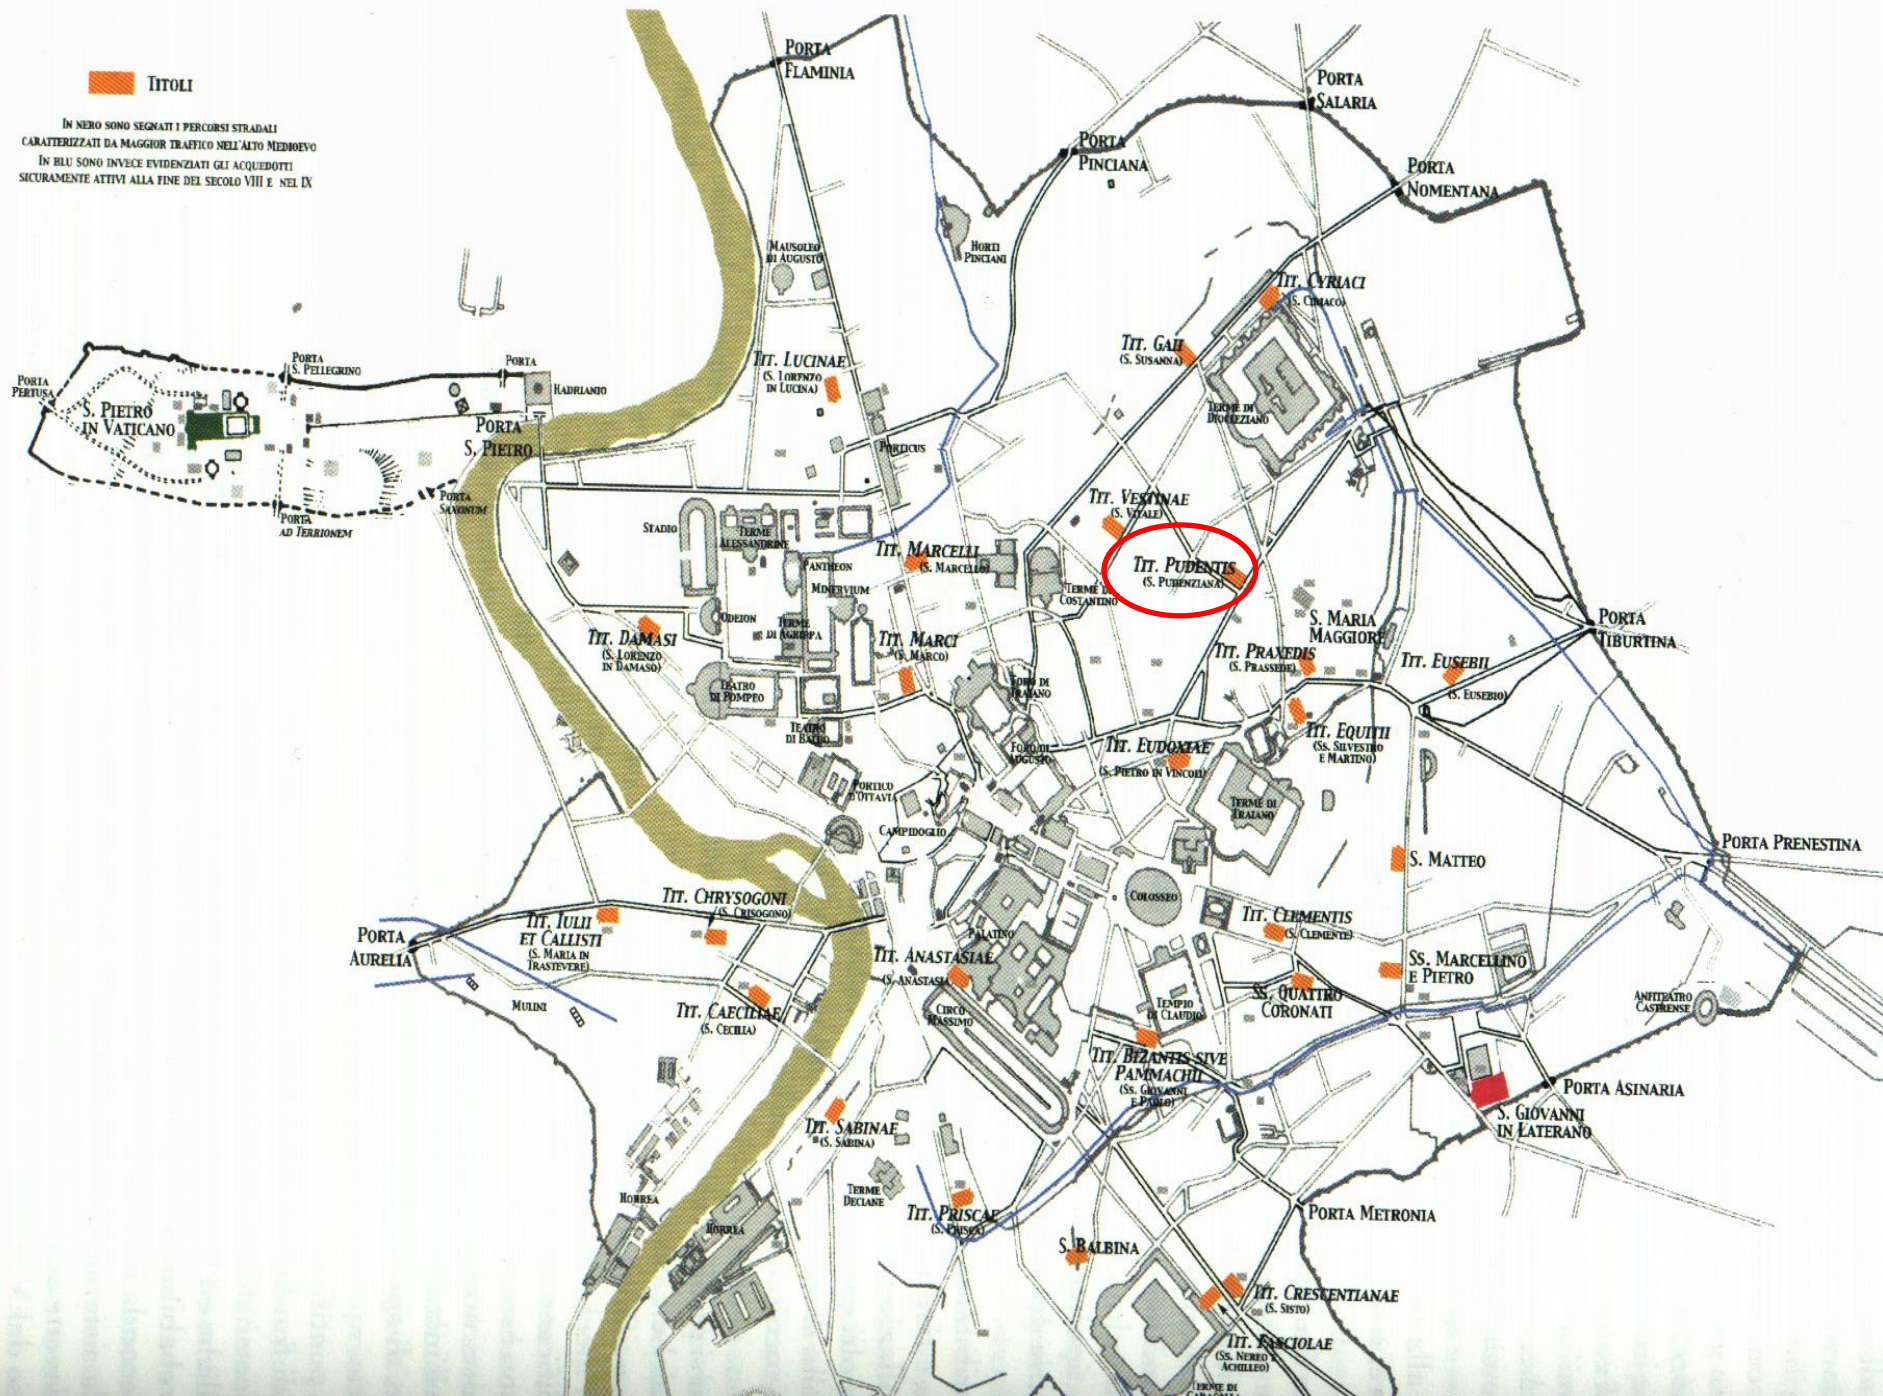 TITOLI
IN NERO SONO SEGNATI I PERCORSI STRADALI
CARATTERIZZATI DA MAGGIOR TRAFFICO NELL'ALTO MEDIOEVO
IN BLU SONO INVECE EVIDENZIATI GLI ACQUEDOTTI
SICURAMENTE ATTIVI ALLA FINE DEL SECOLO VIII E NEL IX
PORTA
FLAMINIA
PORTA
SALARIA
PORTA
PINCIANA
PORTA
NOMENTANA
MAUSOLEO
DI AUGUSTO
HORTI
PINCIANI
TIT. CYRIACI
(S. CIRIACO)
TIT. GAII
(S. SUSANNA)
TERME DI
DIOCLEZIANO
TIT. LUCINAE
(S. LORENZO
IN LUCINA)
PORTICUS
PORTA
PERTUSA
S. PIETRO
IN VATICANO
PORTA
S. PELLEGRINO
PORTA
HADRIANIO
PORTA
S. PIETRO
PORTA
SAXONUM
PORTA
AD TERRIONEM
STADIO
TERME
ALESSANDRINE
PANTHEON
MINERVIUM
TIT. MARCELLI
(S. MARCELLO)
TIT. VESTINAE
(S. VITALE)
TIT. PUDENTIS
(S. PUDENZIANA)
TERME DI
COSTANTINO
ODEION
TERME
DI AGRIPPA
TIT. DAMASI
(S. LORENZO
IN DAMASO)
TIT. MARCI
(S. MARCO)
TEATRO
DI POMPEO
TEATRO
DI BALBO
FORO DI
TRAIANO
FORO DI
AUGUSTO
S. MARIA
MAGGIORE
TIT. PRAXEDIS
(S. PRASSEDE)
TIT. EUSEBII
(S. EUSEBIO)
PORTA
TIBURTINA
TIT. EQUITII
(SS. SILVESTRO
E MARTINO)
TIT. EUDOXIAE
(S. PIETRO IN VINCOLI)
TERME DI
TRAIANO
PORTICO
D'OTTAVIA
CAMPIDOGLIO
S. MATTEO
PORTA PRENESTINA
COLOSSEO
TIT. CHRYSOGONI
(S. CRISOGONO)
TIT. IULII
ET CALLISTI
(S. MARIA IN
TRASTEVERE)
PORTA
AURELIA
MULINI
TIT. CAECILIAE
(S. CECILIA)
PALATINO
TIT. ANASTASIAE
(S. ANASTASIA)
CIRCO
MASSIMO
TIT. CLEMENTIS
(S. CLEMENTE)
SS. MARCELLINO
E PIETRO
SS. QUATTRO
CORONATI
TEMPIO
DI CLAUDIO
ANFITEATRO
CASTRENSE
TIT. BIZANTIS SIVE
PAMMACHII
(SS. GIOVANNI
E PAOLO)
PORTA ASINARIA
S. GIOVANNI
IN LATERANO
TIT. SABINAE
(S. SABINA)
TERME
DECIANE
HORREA
HORREA
TIT. PRISCAE
(S. PRISCA)
PORTA METRONIA
S. BALBINA
TIT. CRESCENTIANAE
(S. SISTO)
TIT. FASCIOLAE
(SS. NEREO E
ACHILLEO)
TERME DI